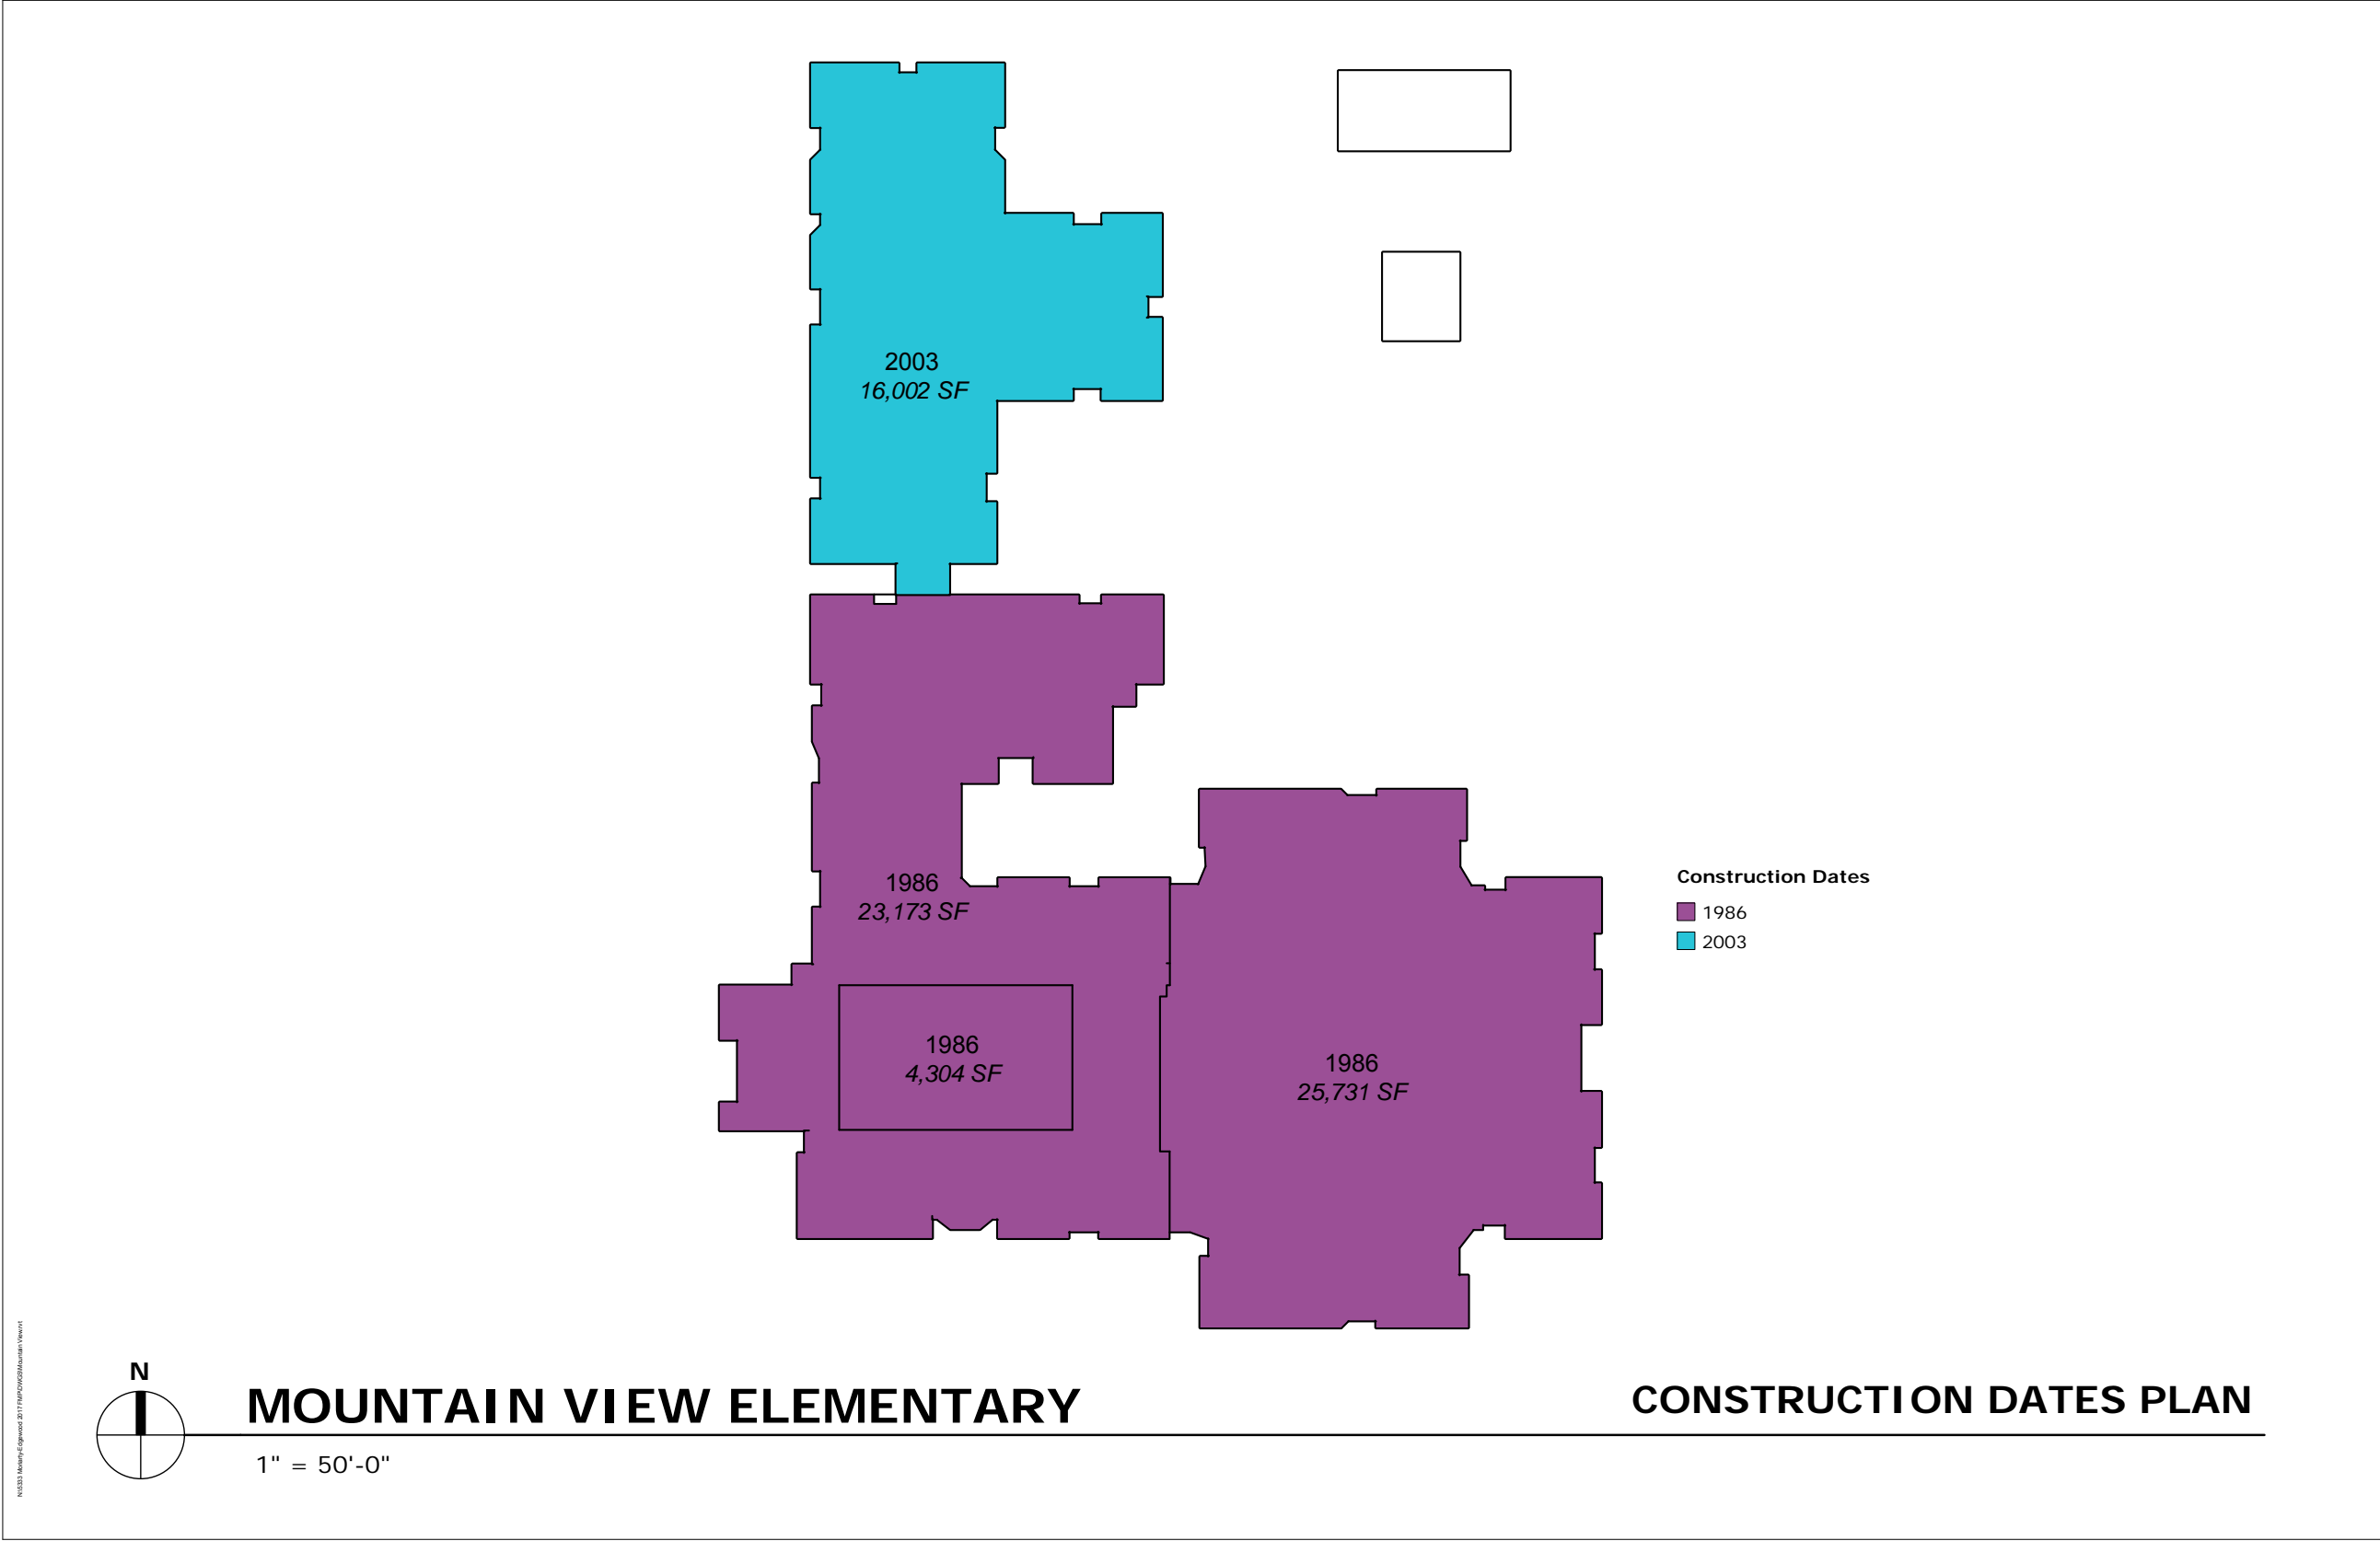 2003
16,002 SF
1986
23,173 SF
1986
4,304 SF
1986
25,731 SF
Construction Dates
1986
2003
N
MOUNTAIN VIEW ELEMENTARY
CONSTRUCTION DATES PLAN
1" = 50'-0"